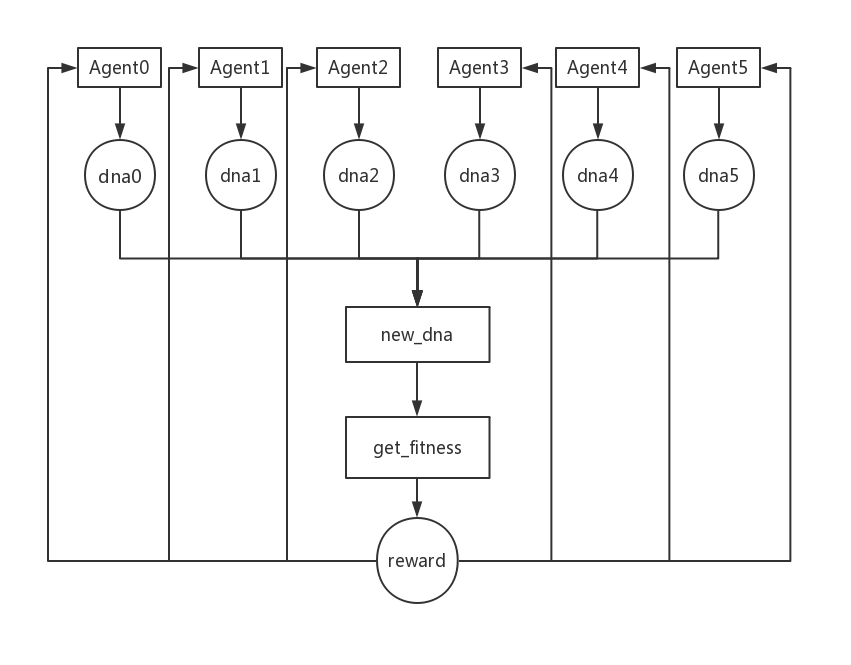 Agent0
Agent1
Agent2
Agent3
Agent4
Agent5
dna0
dna1
dna2
dna3
dna4
dna5
new_dna
get_fitness
reward